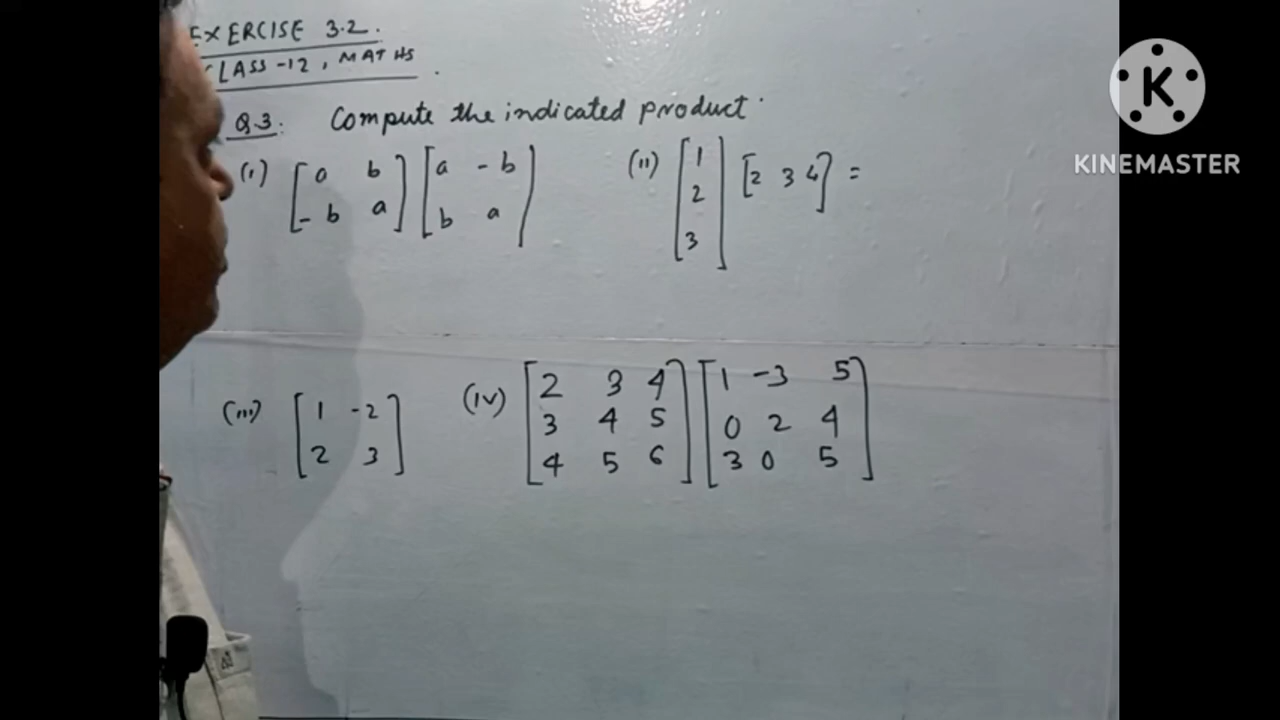 EXERCISE 3.2.
CLASS-12, MATHS.
Q3. Compute the indicated product.
(i) [a b] [a -b]
[-b a] [b a]
(ii) [1] [2 3 4] =
[2]
[3]
(iii) [1 -2]
[2 3]
(iv) [2 3 4] [1 -3 5]
[3 4 5] [0 2 4]
[4 5 6] [3 0 5]
K
KINEMASTER